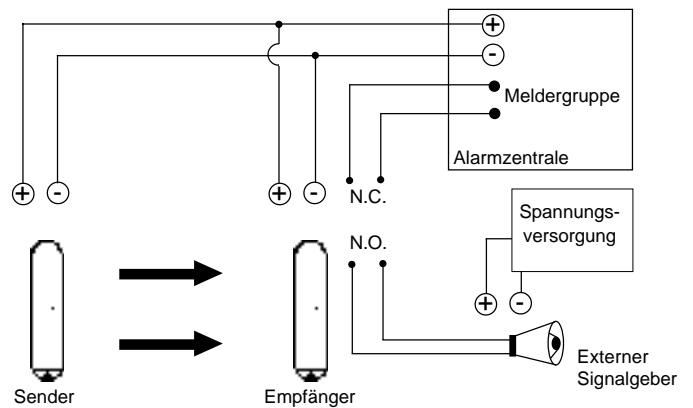 +
-
Meldergruppe
Alarmzentrale
+
-
+
-
N.C.
N.O.
Spannungs-
versorgung
+
-
Externer
Signalgeber
Sender
Empfänger